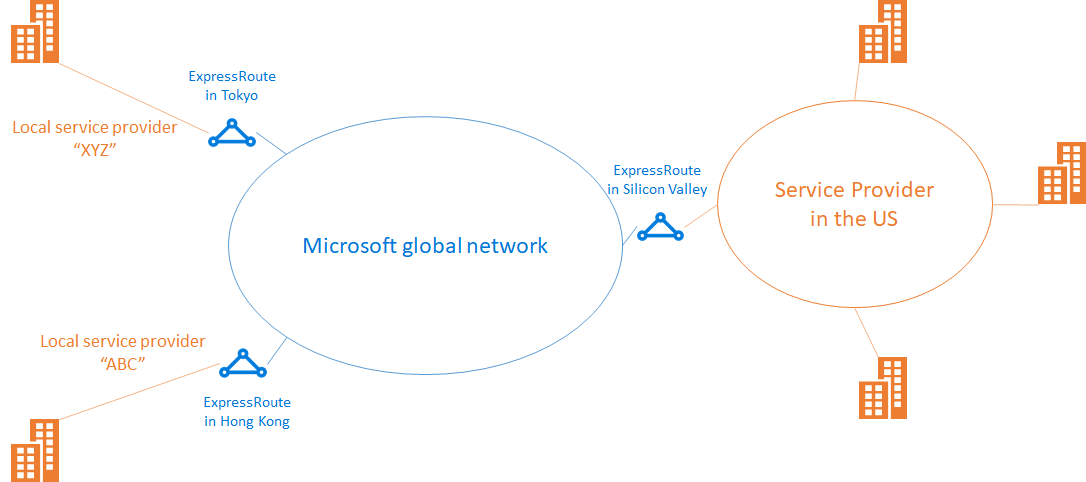 ExpressRoute
in Tokyo
Local service provider
“XYZ”
ExpressRoute
in Silicon Valley
Service Provider
in the US
Microsoft global network
Local service provider
“ABC”
ExpressRoute
in Hong Kong